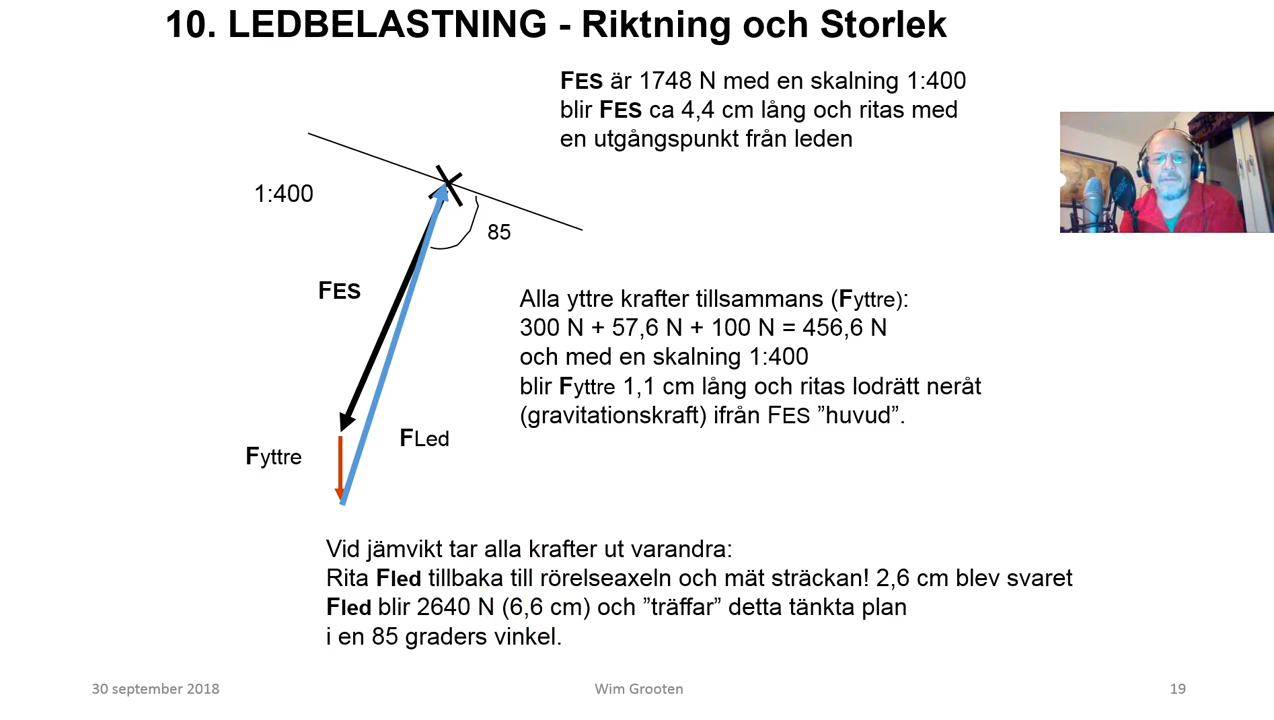 10. LEDBELASTNING - Riktning och Storlek
FES är 1748 N med en skalning 1:400
blir FES ca 4,4 cm lång och ritas med
en utgångspunkt från leden
1:400
85
FES
Alla yttre krafter tillsammans (Fyttre):
300 N + 57,6 N + 100 N = 456,6 N
och med en skalning 1:400
blir Fyttre 1,1 cm lång och ritas lodrätt neråt
(gravitationskraft) ifrån FES ”huvud”.
FLed
Fyttre
Vid jämvikt tar alla krafter ut varandra:
Rita Fled tillbaka till rörelseaxeln och mät sträckan! 2,6 cm blev svaret
Fled blir 2640 N (6,6 cm) och ”träffar” detta tänkta plan
i en 85 graders vinkel.
30 september 2018
Wim Grooten
19